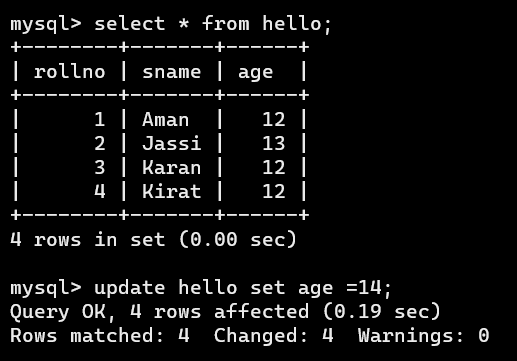 mysql> select * from hello;
+--------+-------+------+
| rollno | sname | age  |
+--------+-------+------+
|      1 | Aman  |   12 |
|      2 | Jassi |   13 |
|      3 | Karan |   12 |
|      4 | Kirat |   12 |
+--------+-------+------+
4 rows in set (0.00 sec)

mysql> update hello set age =14;
Query OK, 4 rows affected (0.19 sec)
Rows matched: 4  Changed: 4  Warnings: 0